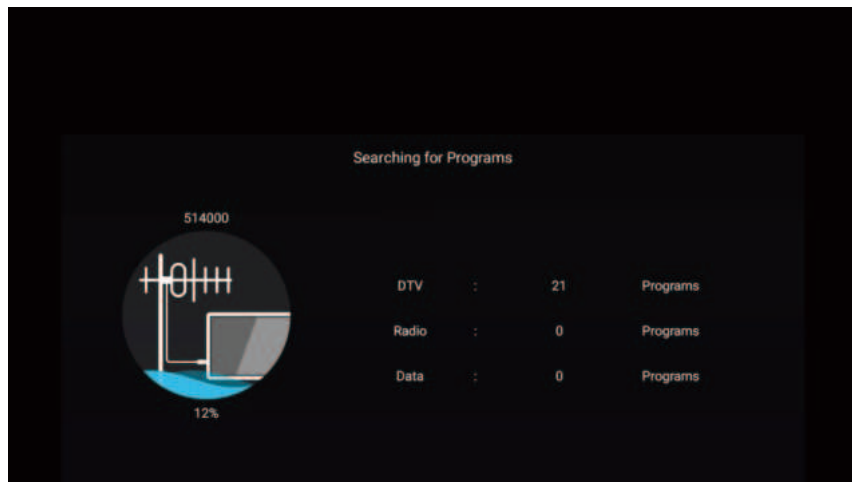 Searching for Programs
514000
DTV : 21 Programs
Radio : 0 Programs
Data : 0 Programs
12%